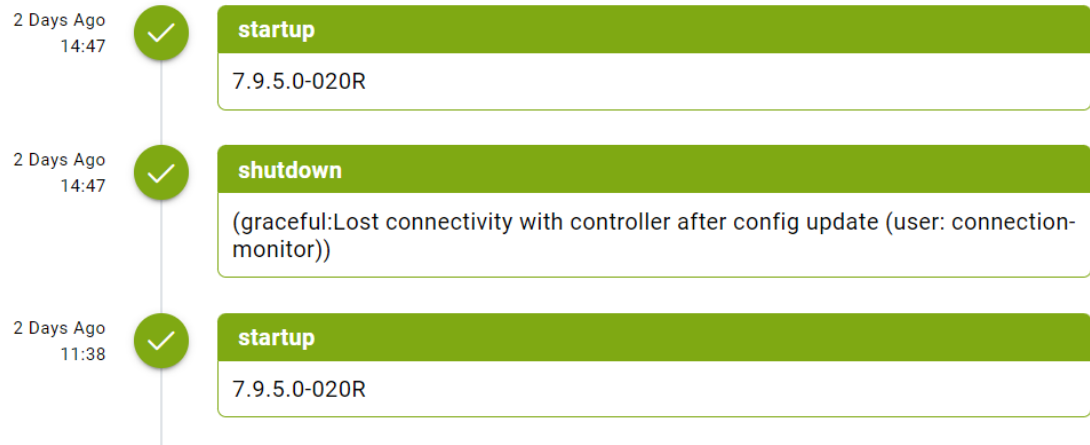 2 Days Ago
14:47
startup
7.9.5.0-020R
2 Days Ago
14:47
shutdown
(graceful:Lost connectivity with controller after config update (user: connection-
monitor))
2 Days Ago
11:38
startup
7.9.5.0-020R